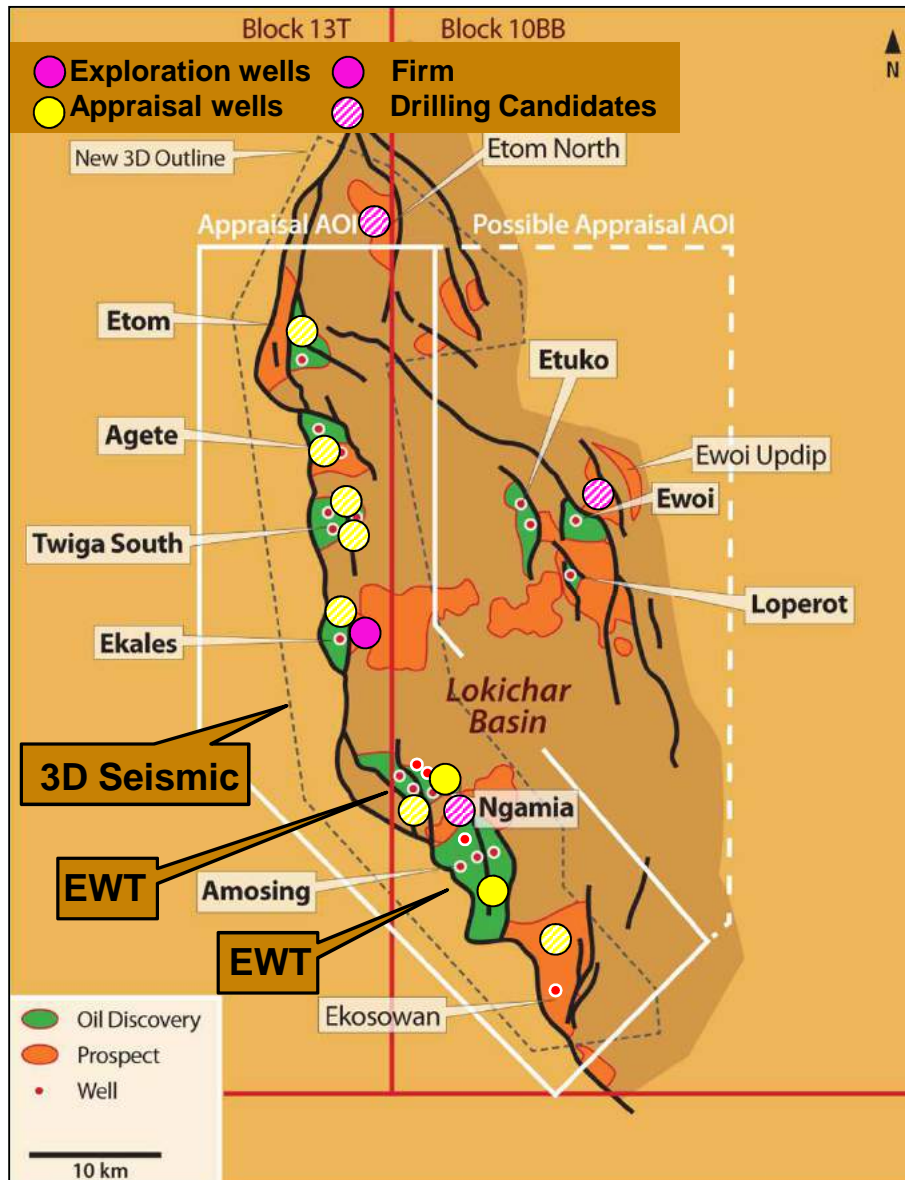 Block 13T
Block 10BB
Exploration wells
Firm
Appraisal wells
Drilling Candidates
N
New 3D Outline
Etom North
Appraisal AOI
Possible Appraisal AOI
Etom
Etuko
Agete
Ewoi Updip
Ewoi
Twiga South
Loperot
Ekales
Lokichar
Basin
3D Seismic
Ngamia
EWT
Amosing
EWT
Ekosowan
Oil Discovery
Prospect
Well
10 km